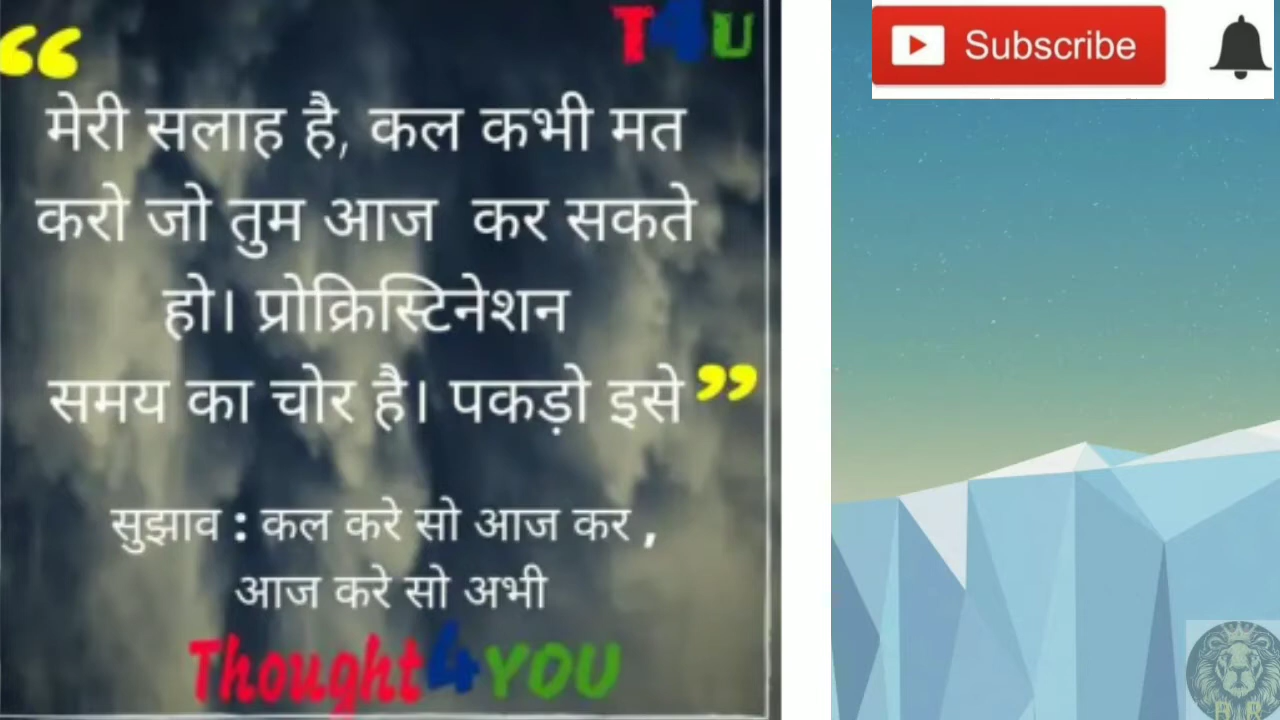 T4U
“
मेरी सलाह है, कल कभी मत
करो जो तुम आज कर सकते
हो। प्रोक्रिस्टिनेशन
समय का चोर है। पकड़ो इसे ”
सुझाव : कल करे सो आज कर ,
आज करे सो अभी
Thought4YOU
Subscribe
HR